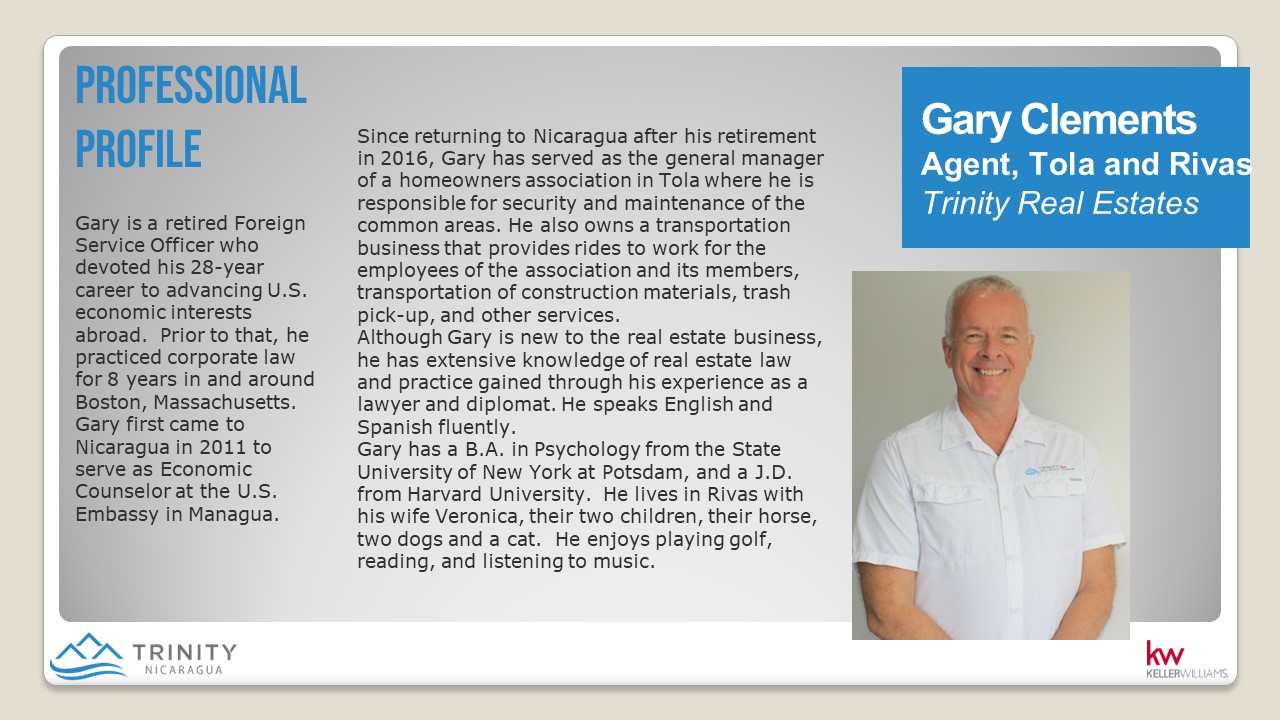 PROFESSIONAL
PROFILE
Gary is a retired Foreign
Service Officer who
devoted his 28-year
career to advancing U.S.
economic interests
abroad.  Prior to that, he
practiced corporate law
for 8 years in and around
Boston, Massachusetts.
Gary first came to
Nicaragua in 2011 to
serve as Economic
Counselor at the U.S.
Embassy in Managua.
Since returning to Nicaragua after his retirement
in 2016, Gary has served as the general manager
of a homeowners association in Tola where he is
responsible for security and maintenance of the
common areas. He also owns a transportation
business that provides rides to work for the
employees of the association and its members,
transportation of construction materials, trash
pick-up, and other services.
Although Gary is new to the real estate business,
he has extensive knowledge of real estate law
and practice gained through his experience as a
lawyer and diplomat. He speaks English and
Spanish fluently.
Gary has a B.A. in Psychology from the State
University of New York at Potsdam, and a J.D.
from Harvard University.  He lives in Rivas with
his wife Veronica, their two children, their horse,
two dogs and a cat.  He enjoys playing golf,
reading, and listening to music.
Gary Clements
Agent, Tola and Rivas
Trinity Real Estates
TRINITY
TRINITY
NICARAGUA
kw
KELLERWILLIAMS.